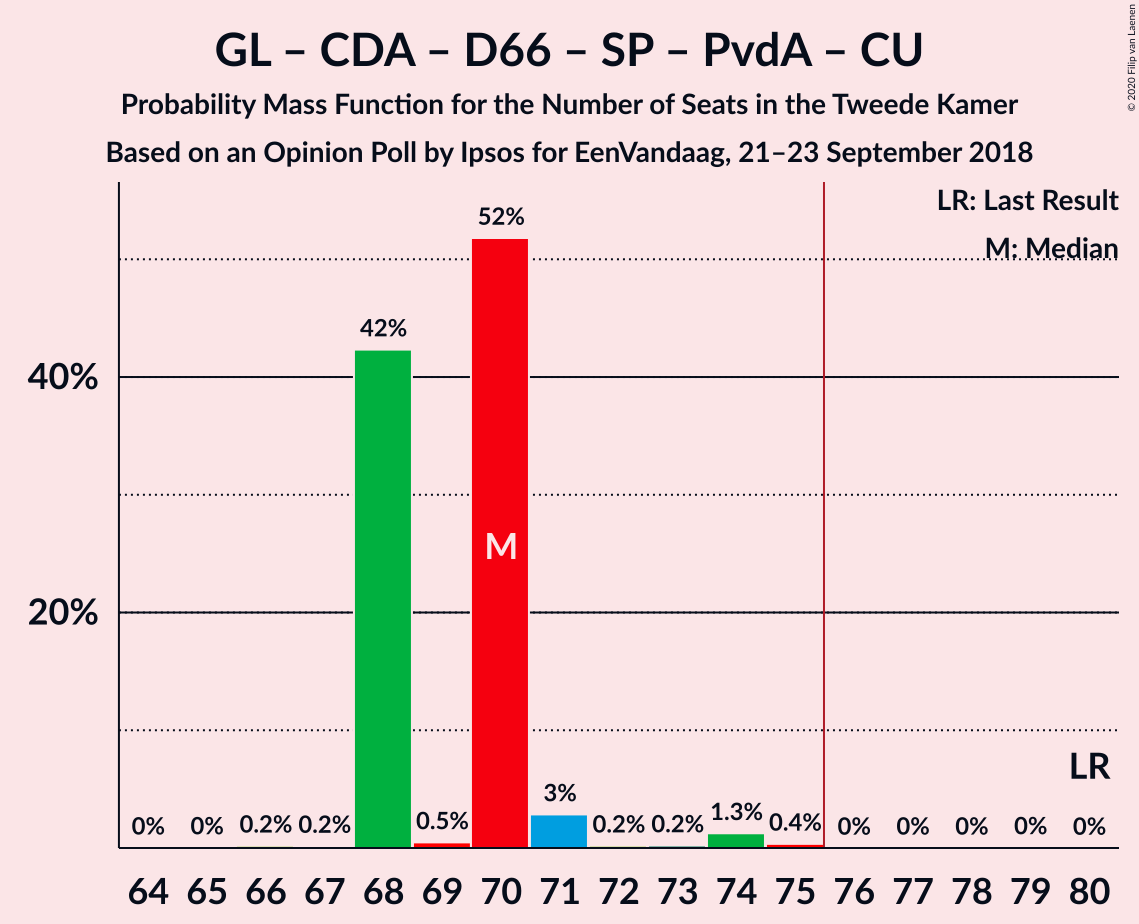 GL – CDA – D66 – SP – PvdA – CU
Probability Mass Function for the Number of Seats in the Tweede Kamer
Based on an Opinion Poll by Ipsos for EenVandaag, 21–23 September 2018
© 2020 Filip van Laenen
LR: Last Result
M: Median
52%
42%
40%
M
20%
LR
0% 0% 0.2% 0.2% 0.5% 3% 0.2% 0.2% 1.3% 0.4% 0% 0% 0% 0% 0%
64 65 66 67 68 69 70 71 72 73 74 75 76 77 78 79 80